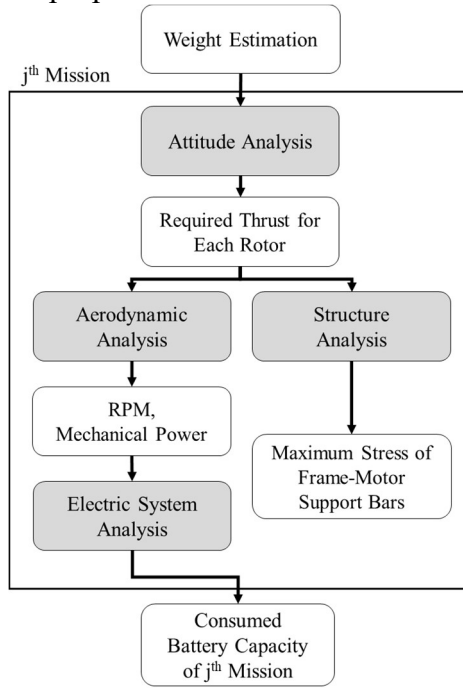 Weight Estimation
jth Mission
Attitude Analysis
Required Thrust for
Each Rotor
Aerodynamic
Analysis
Structure
Analysis
RPM,
Mechanical Power
Maximum Stress of
Frame-Motor
Support Bars
Electric System
Analysis
Consumed
Battery Capacity
of jth Mission